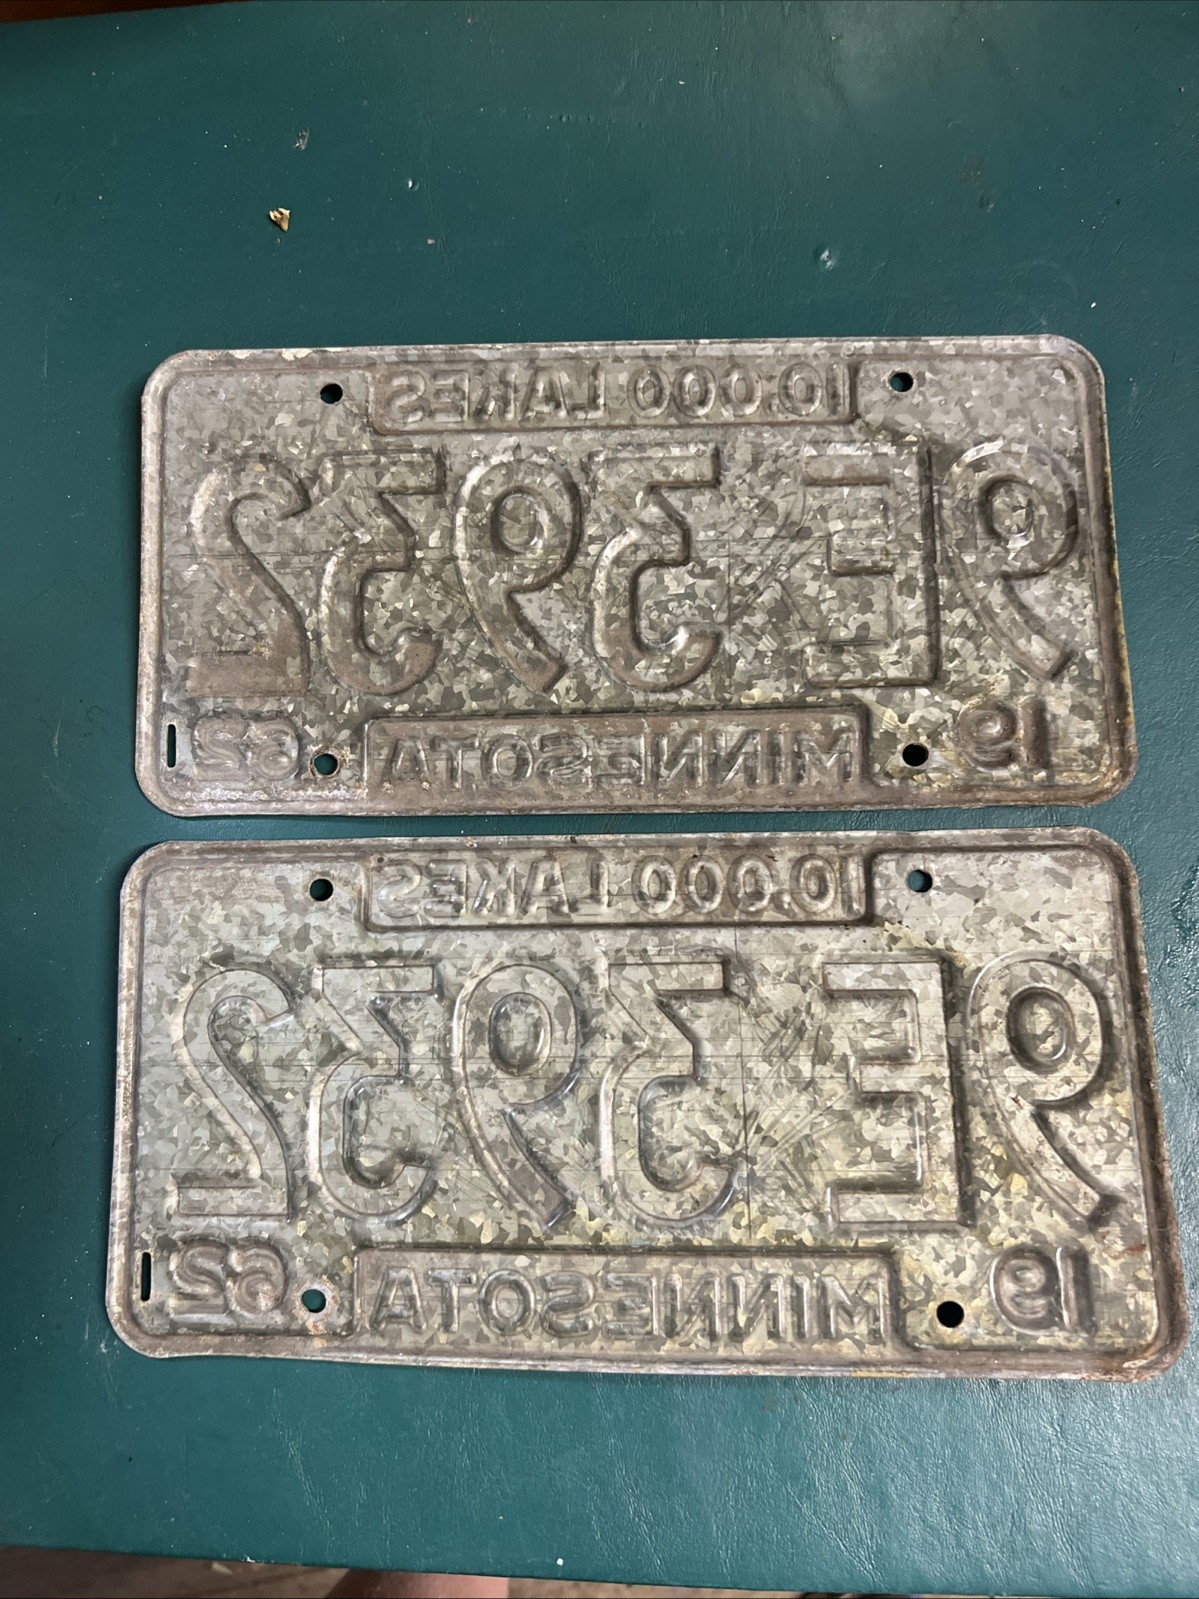 10,000 LAKES
9E 3932
19 MINNESOTA 62
10,000 LAKES
9E 3932
19 MINNESOTA 62